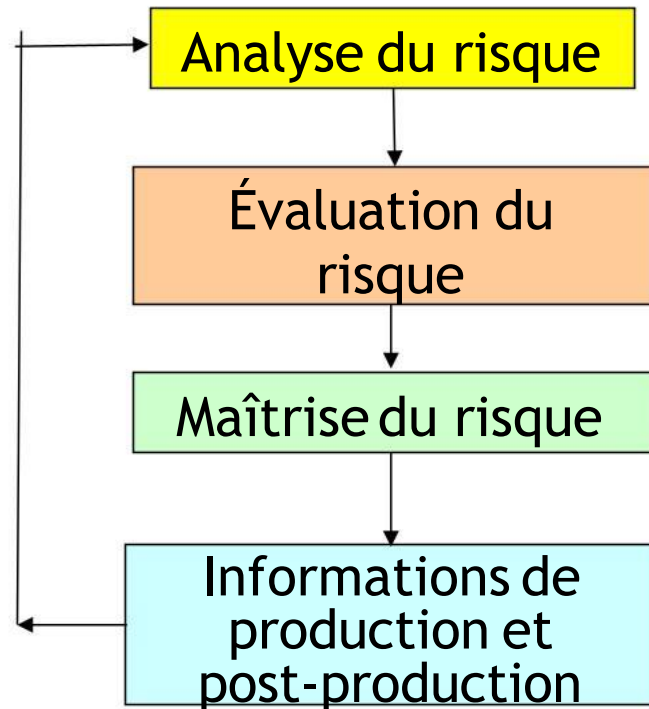 Analyse du risque
Évaluation du
risque
Maîtrise du risque
Informations de
production et
post-production